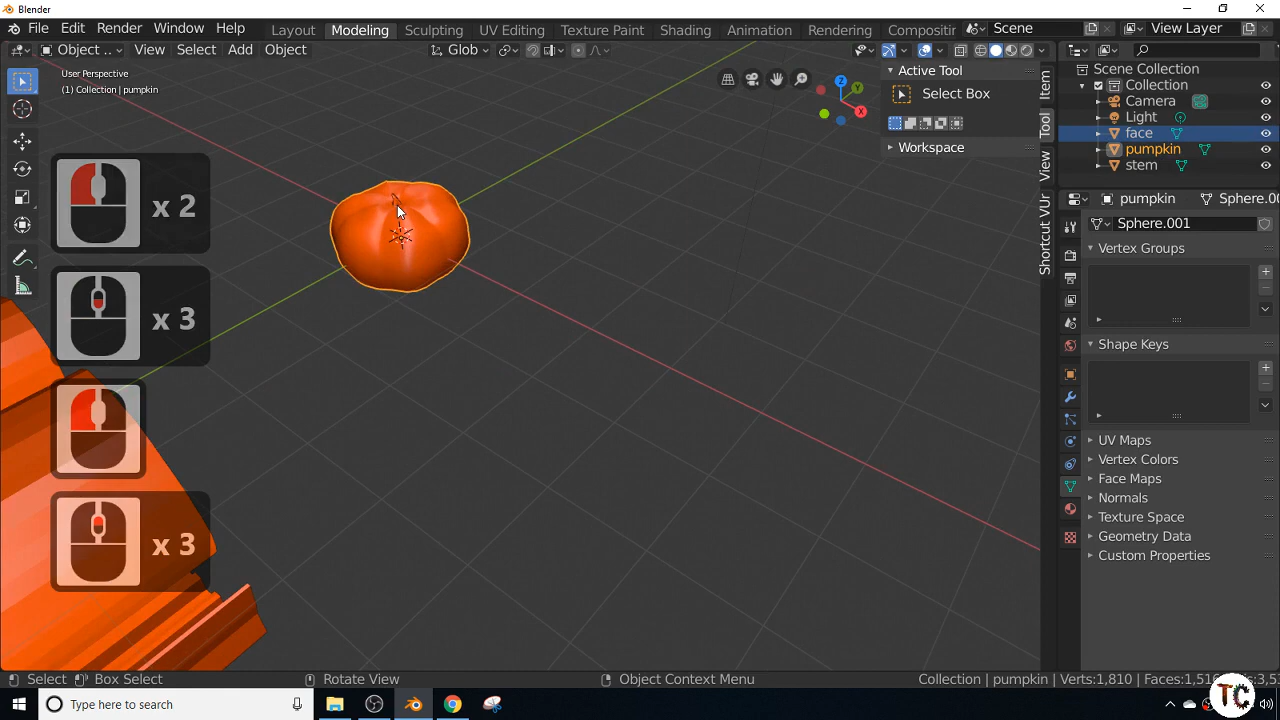 Blender
File Edit Render Window Help Layout Modeling Sculpting UV Editing Texture Paint Shading Animation Rendering Compositir Scene View Layer
Object .. View Select Add Object Glob
User Perspective
(1) Collection | pumpkin
Active Tool
Select Box
Workspace
Item
Tool
View
Shortcut VUr
Scene Collection
Collection
Camera
Light
face
pumpkin
stem
pumpkin Sphere.00
Sphere.001
Vertex Groups
Shape Keys
UV Maps
Vertex Colors
Face Maps
Normals
Texture Space
Geometry Data
Custom Properties
x 2
x 3
x 3
X
Y
Z
Select Box Select Rotate View Object Context Menu Collection | pumpkin | Verts:1,810 | Faces:1,516
Type here to search
TC